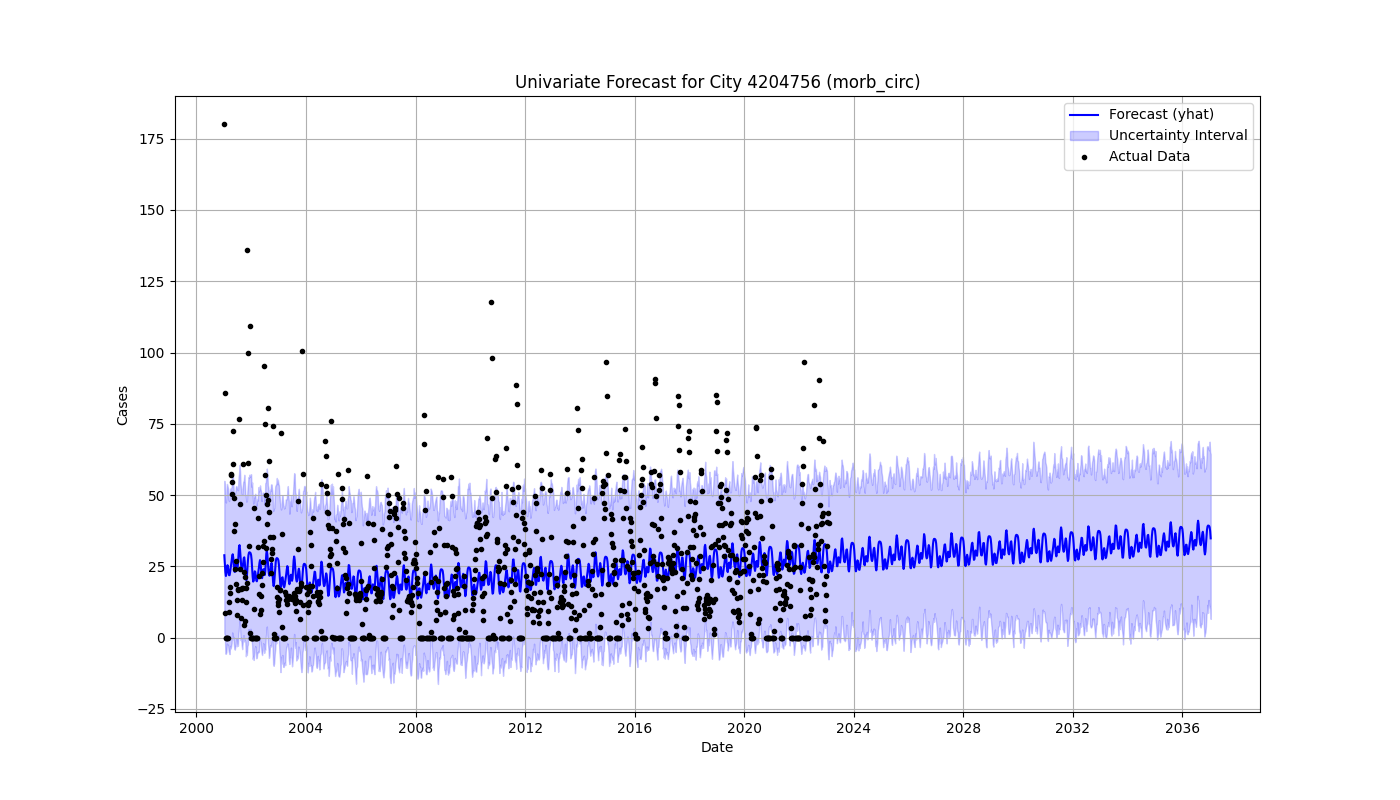 Univariate Forecast for City 4204756 (morb_circ)
Forecast (yhat)
Uncertainty Interval
Actual Data
Cases
175
150
125
100
75
50
25
0
−25
2000 2004 2008 2012 2016 2020 2024 2028 2032 2036
Date